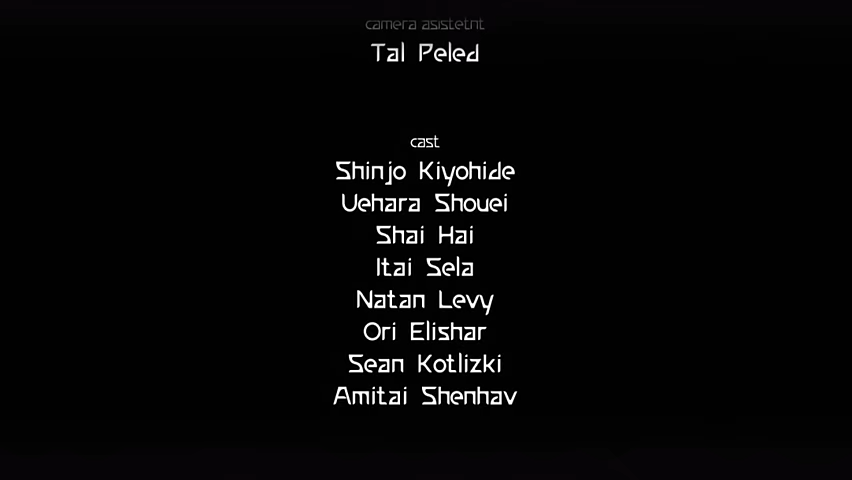 camera asistetnt
Tal Peled
cast
Shinjo Kiyohide
Uehara Shouei
Shai Hai
Itai Sela
Natan Levy
Ori Elishar
Sean Kotlizki
Amitai Shenhav